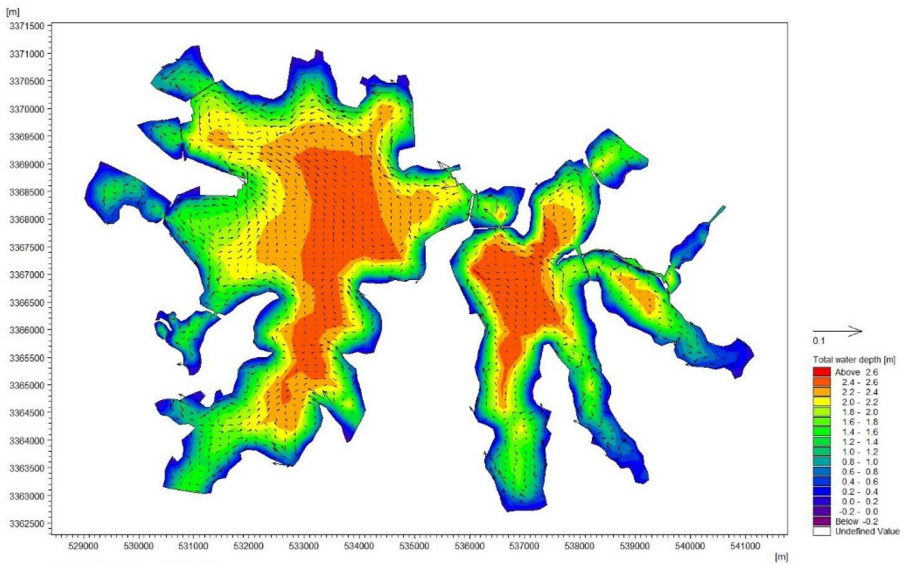 [m]
3371500
3371000
3370500
3370000
3369500
3369000
3368500
3368000
3367500
3367000
3366500
3366000
3365500
3365000
3364500
3364000
3363500
3363000
3362500
529000 530000 531000 532000 533000 534000 535000 536000 537000 538000 539000 540000 541000
[m]
0.1
Total water depth [m]
Above 2.6
2.4 - 2.6
2.2 - 2.4
2.0 - 2.2
1.8 - 2.0
1.6 - 1.8
1.4 - 1.6
1.2 - 1.4
1.0 - 1.2
0.8 - 1.0
0.6 - 0.8
0.4 - 0.6
0.2 - 0.4
0.0 - 0.2
-0.2 - 0.0
Below -0.2
Undefined Value